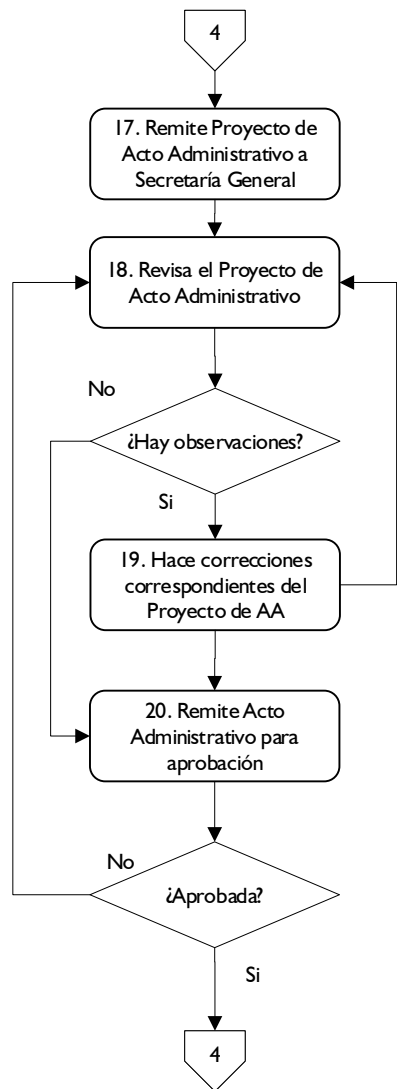 4
17. Remite Proyecto de
Acto Administrativo a
Secretaría General
18. Revisa el Proyecto de
Acto Administrativo
No
¿Hay observaciones?
Si
19. Hace correcciones
correspondientes del
Proyecto de AA
20. Remite Acto
Administrativo para
aprobación
No
¿Aprobada?
Si
4